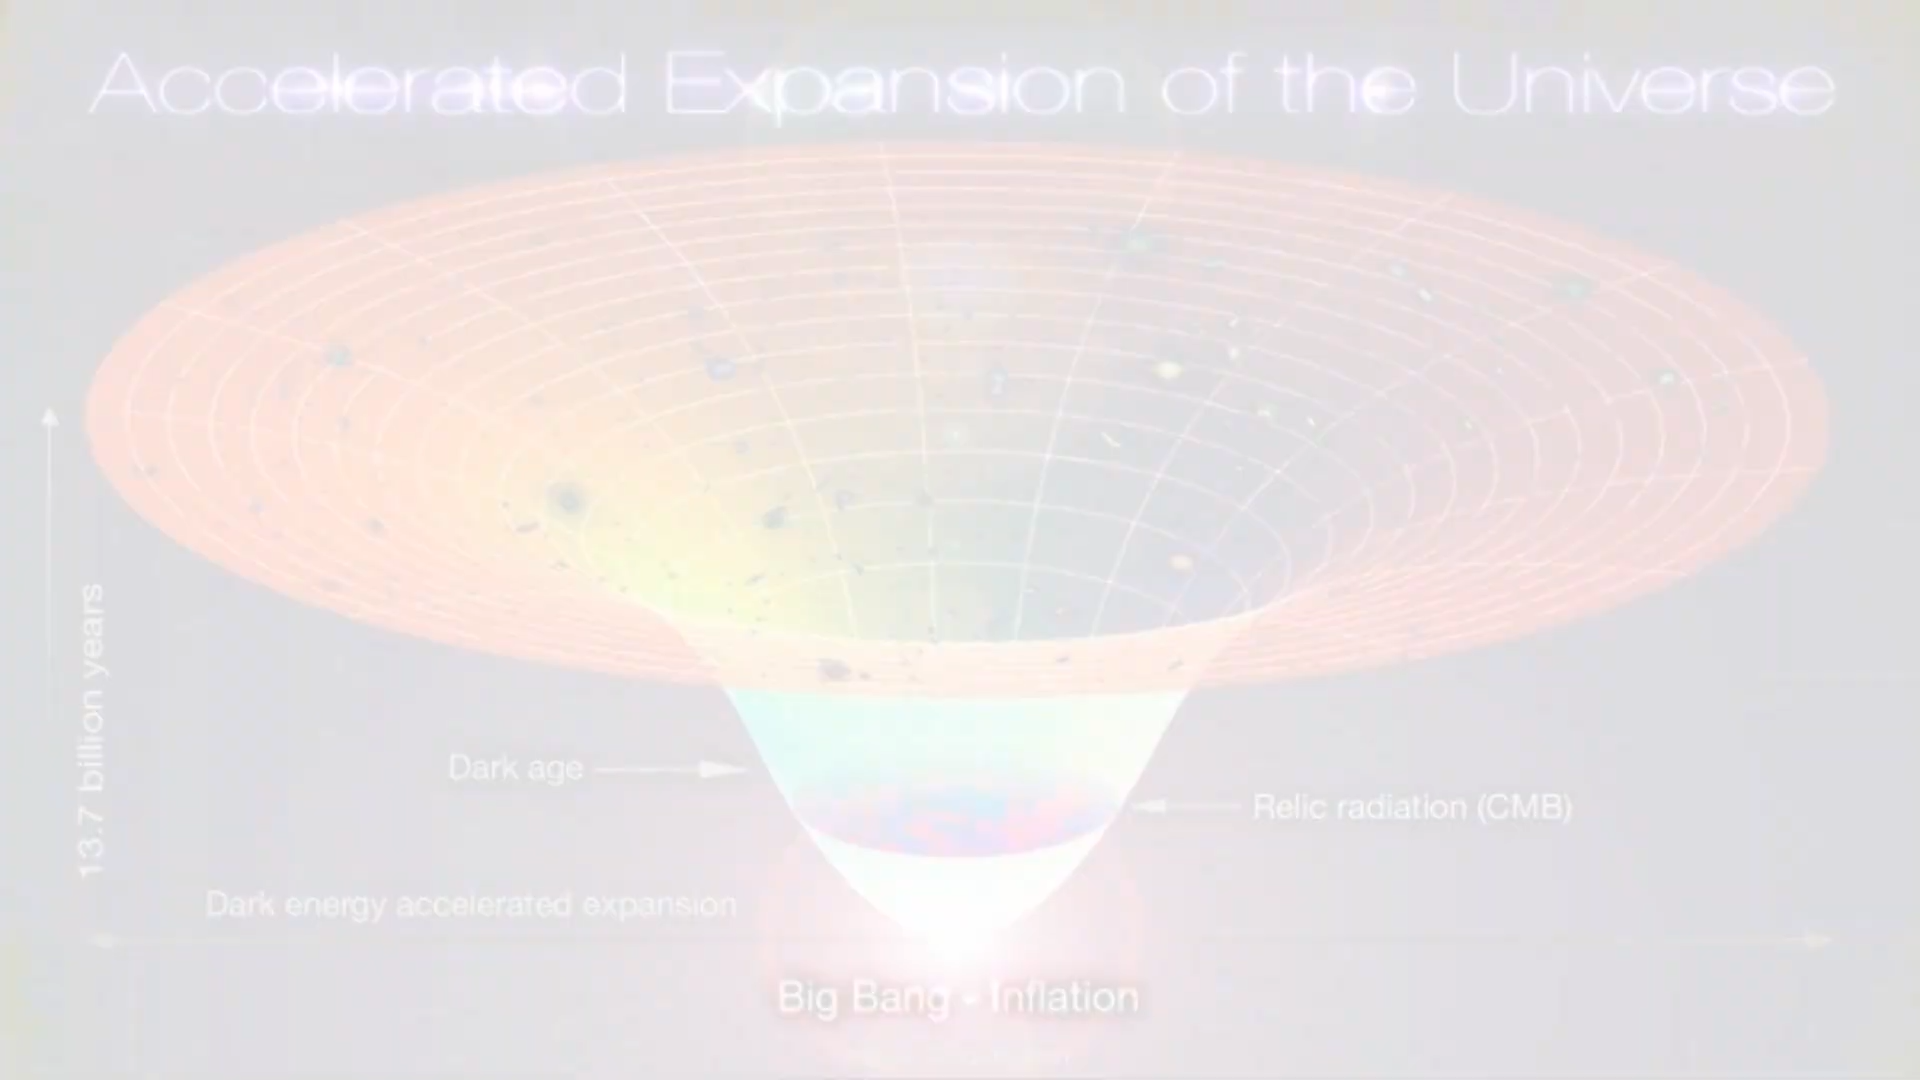 Accelerated Expansion of the Universe
13.7 billion years
Dark age
Relic radiation (CMB)
Dark energy accelerated expansion
Big Bang - Inflation